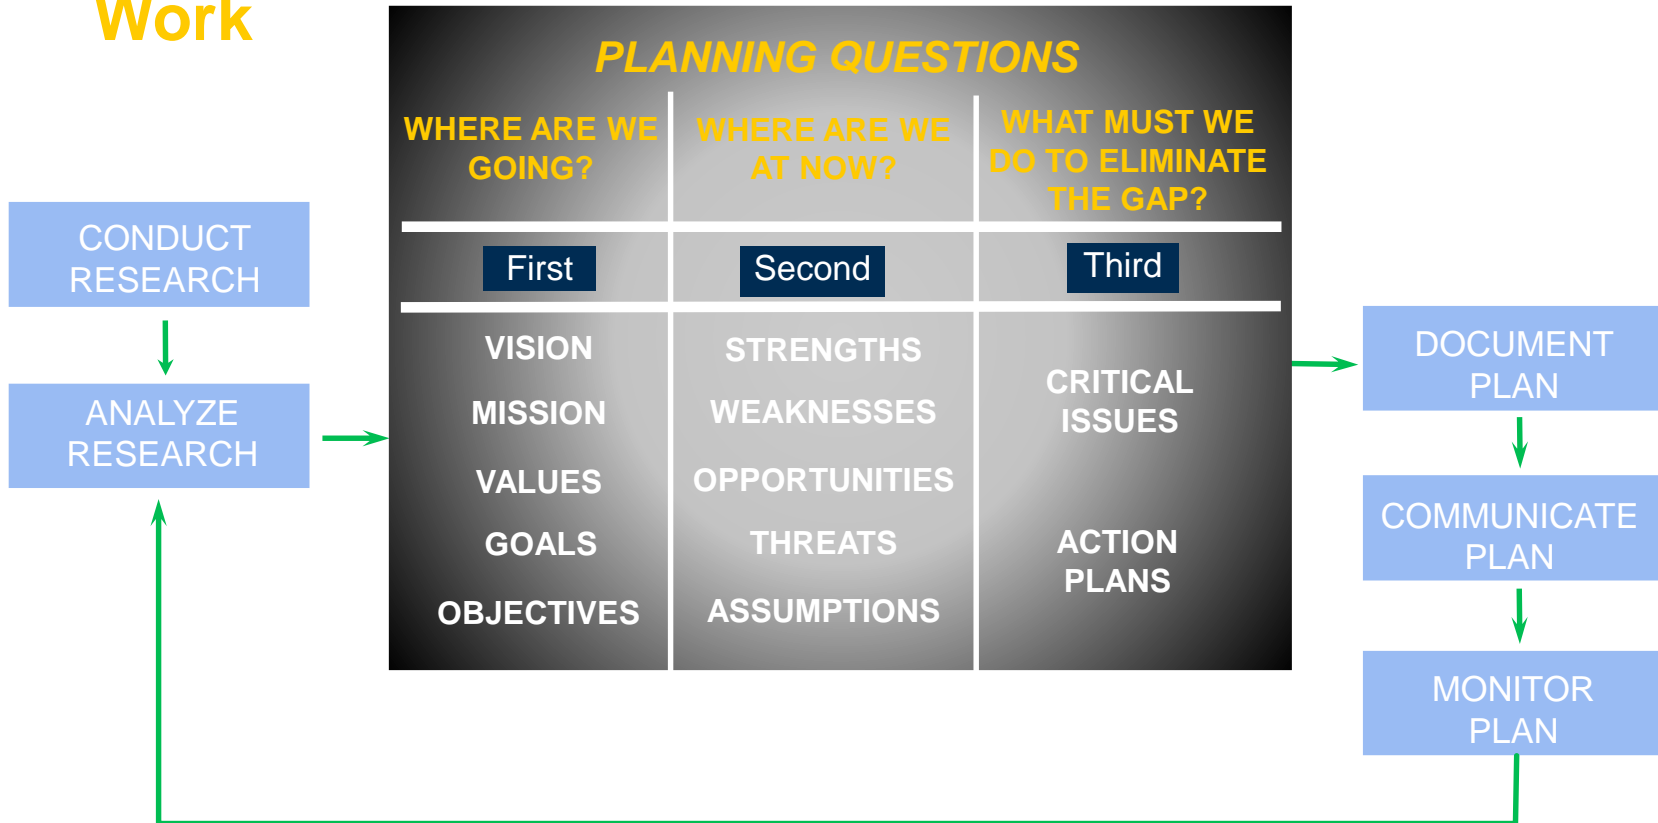 Work
PLANNING QUESTIONS
WHERE ARE WE
GOING?
WHERE ARE WE
AT NOW?
WHAT MUST WE
DO TO ELIMINATE
THE GAP?
First
Second
Third
VISION
MISSION
VALUES
GOALS
OBJECTIVES
STRENGTHS
WEAKNESSES
OPPORTUNITIES
THREATS
ASSUMPTIONS
CRITICAL
ISSUES
ACTION
PLANS
CONDUCT
RESEARCH
ANALYZE
RESEARCH
DOCUMENT
PLAN
COMMUNICATE
PLAN
MONITOR
PLAN